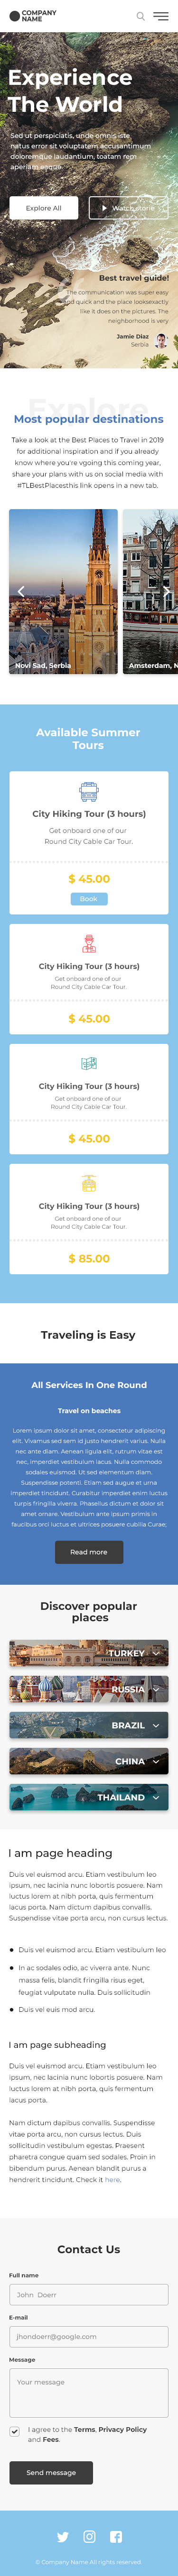 COMPANY
NAME
Experience
The World
Sed ut perspiciatis, unde omnis iste
natus error sit voluptatem accusantimum
doloremque laudantium, toatam rem
aperiam eaque.
Explore All
Watch storie
Best travel guide!
The communication was super easy
and quick and the place lookseixactly
like it does on the pictures. The
neighborhood is very
Jamie Diaz
Serbia
Explore
Most popular destinations
Take a look at the Best Places to Travel in 2019
for additional inspiration and if you already
know where you're going this coming year,
share your plans with us on social media with
#TLBestPlacesthis link opens in a new tab.
Novi Sad, Serbia
Amsterdam, N
Available Summer
Tours
City Hiking Tour (3 hours)
Get onboard one of our
Round City Cable Car Tour.
$ 45.00
Book
City Hiking Tour (3 hours)
Get onboard one of our
Round City Cable Car Tour.
$ 45.00
City Hiking Tour (3 hours)
Get onboard one of our
Round City Cable Car Tour.
$ 45.00
City Hiking Tour (3 hours)
Get onboard one of our
Round City Cable Car Tour.
$ 85.00
Traveling is Easy
All Services In One Round
Travel on beaches
Lorem ipsum dolor sit amet, consectetur adipiscing
elit. Vivamus sed sem id justo hendrerit varius. Nulla
nec ante diam. Aenean ligula elit, rutrum vitae est
nec, imperdiet vestibulum lacus. Nulla commodo
sodales euismod. Ut sed elementum diam.
Suspendisse potenti. Etiam sed augue et urna
imperdiet tincidunt. Curabitur imperdiet enim luctus
turpis fringilla viverra. Phasellus dictum et dolor sit
amet ornare. Vestibulum ante ipsum primis in
faucibus orci luctus et ultrices posuere cubilia Curae;
Read more
Discover popular
places
TURKEY
RUSSIA
BRAZIL
CHINA
THAILAND
I am page heading
Duis vel euismod arcu. Etiam vestibulum leo
ipsum, nec lacinia nunc lobortis posuere. Nam
luctus lorem at nibh porta, quis fermentum
lacus porta. Nam dictum dapibus convallis.
Suspendisse vitae porta arcu, non cursus lectus.
Duis vel euismod arcu. Etiam vestibulum leo
In ac sodales odio, ac viverra ante. Nunc
massa felis, blandit fringilla risus eget,
feugiat vulputate nulla. Duis sollicitudin
Duis vel euis mod arcu.
I am page subheading
Duis vel euismod arcu. Etiam vestibulum leo
ipsum, nec lacinia nunc lobortis posuere. Nam
luctus lorem at nibh porta, quis fermentum
lacus porta.
Nam dictum dapibus convallis. Suspendisse
vitae porta arcu, non cursus lectus. Duis
sollicitudin vestibulum egestas. Praesent
pharetra congue quam sed sodales. Proin in
bibendum purus. Aenean blandit purus a
hendrerit tincidunt. Check it here.
Contact Us
Full name
John Doerr
E-mail
jhondoerr@google.com
Message
Your message
I agree to the Terms, Privacy Policy
and Fees.
Send message
© Company Name All rights reserved.